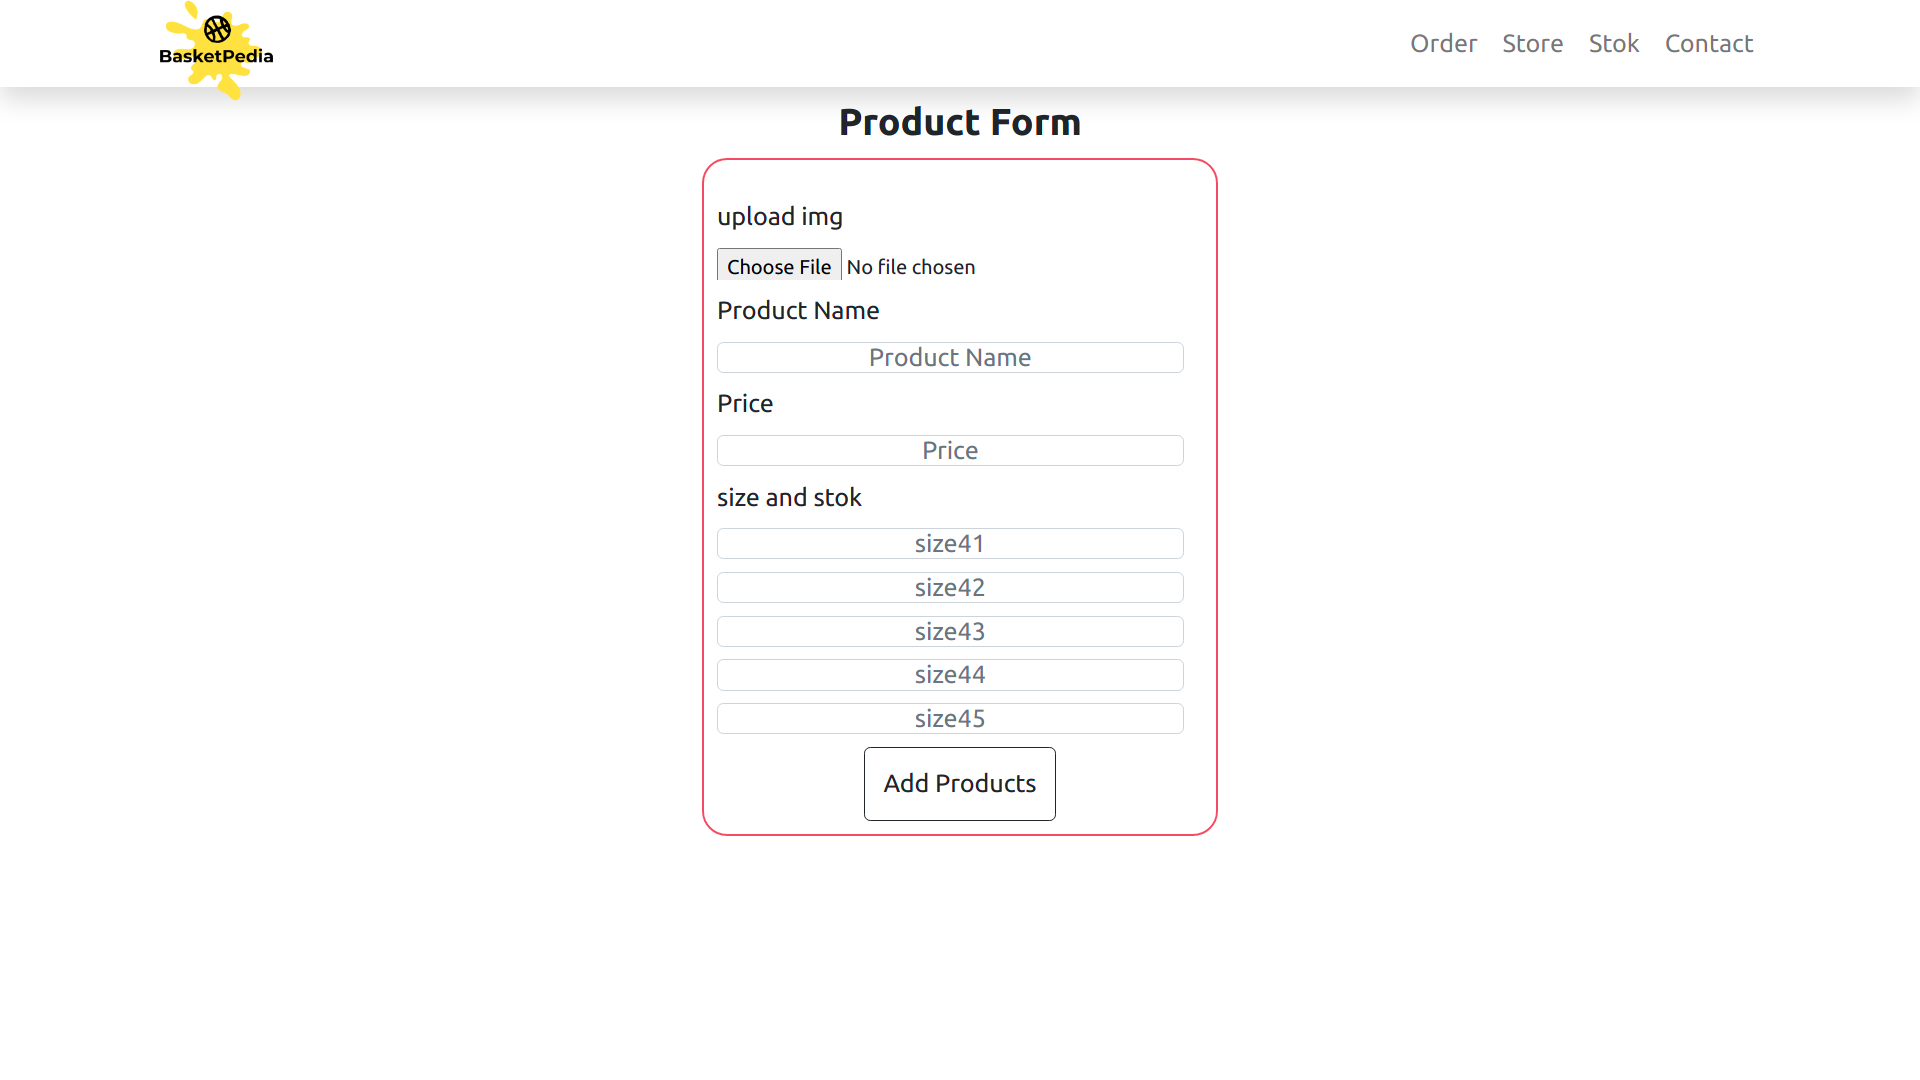 BasketPedia
Order Store Stok Contact
Product Form
upload img
Choose File No file chosen
Product Name
Product Name
Price
Price
size and stok
size41
size42
size43
size44
size45
Add Products